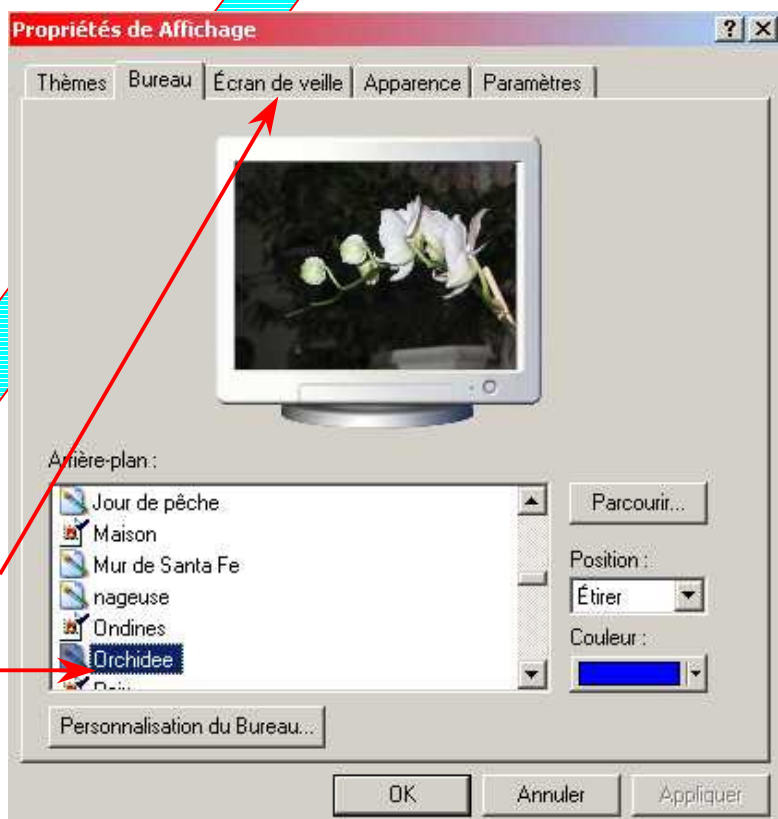 Propriétés de Affichage
Thèmes Bureau Écran de veille Apparence Paramètres
Arrière-plan :
Jour de pêche
Maison
Mur de Santa Fe
nageuse
Ondines
Orchidee
Parcourir...
Position :
Étirer
Couleur :
Personnalisation du Bureau...
OK Annuler Appliquer